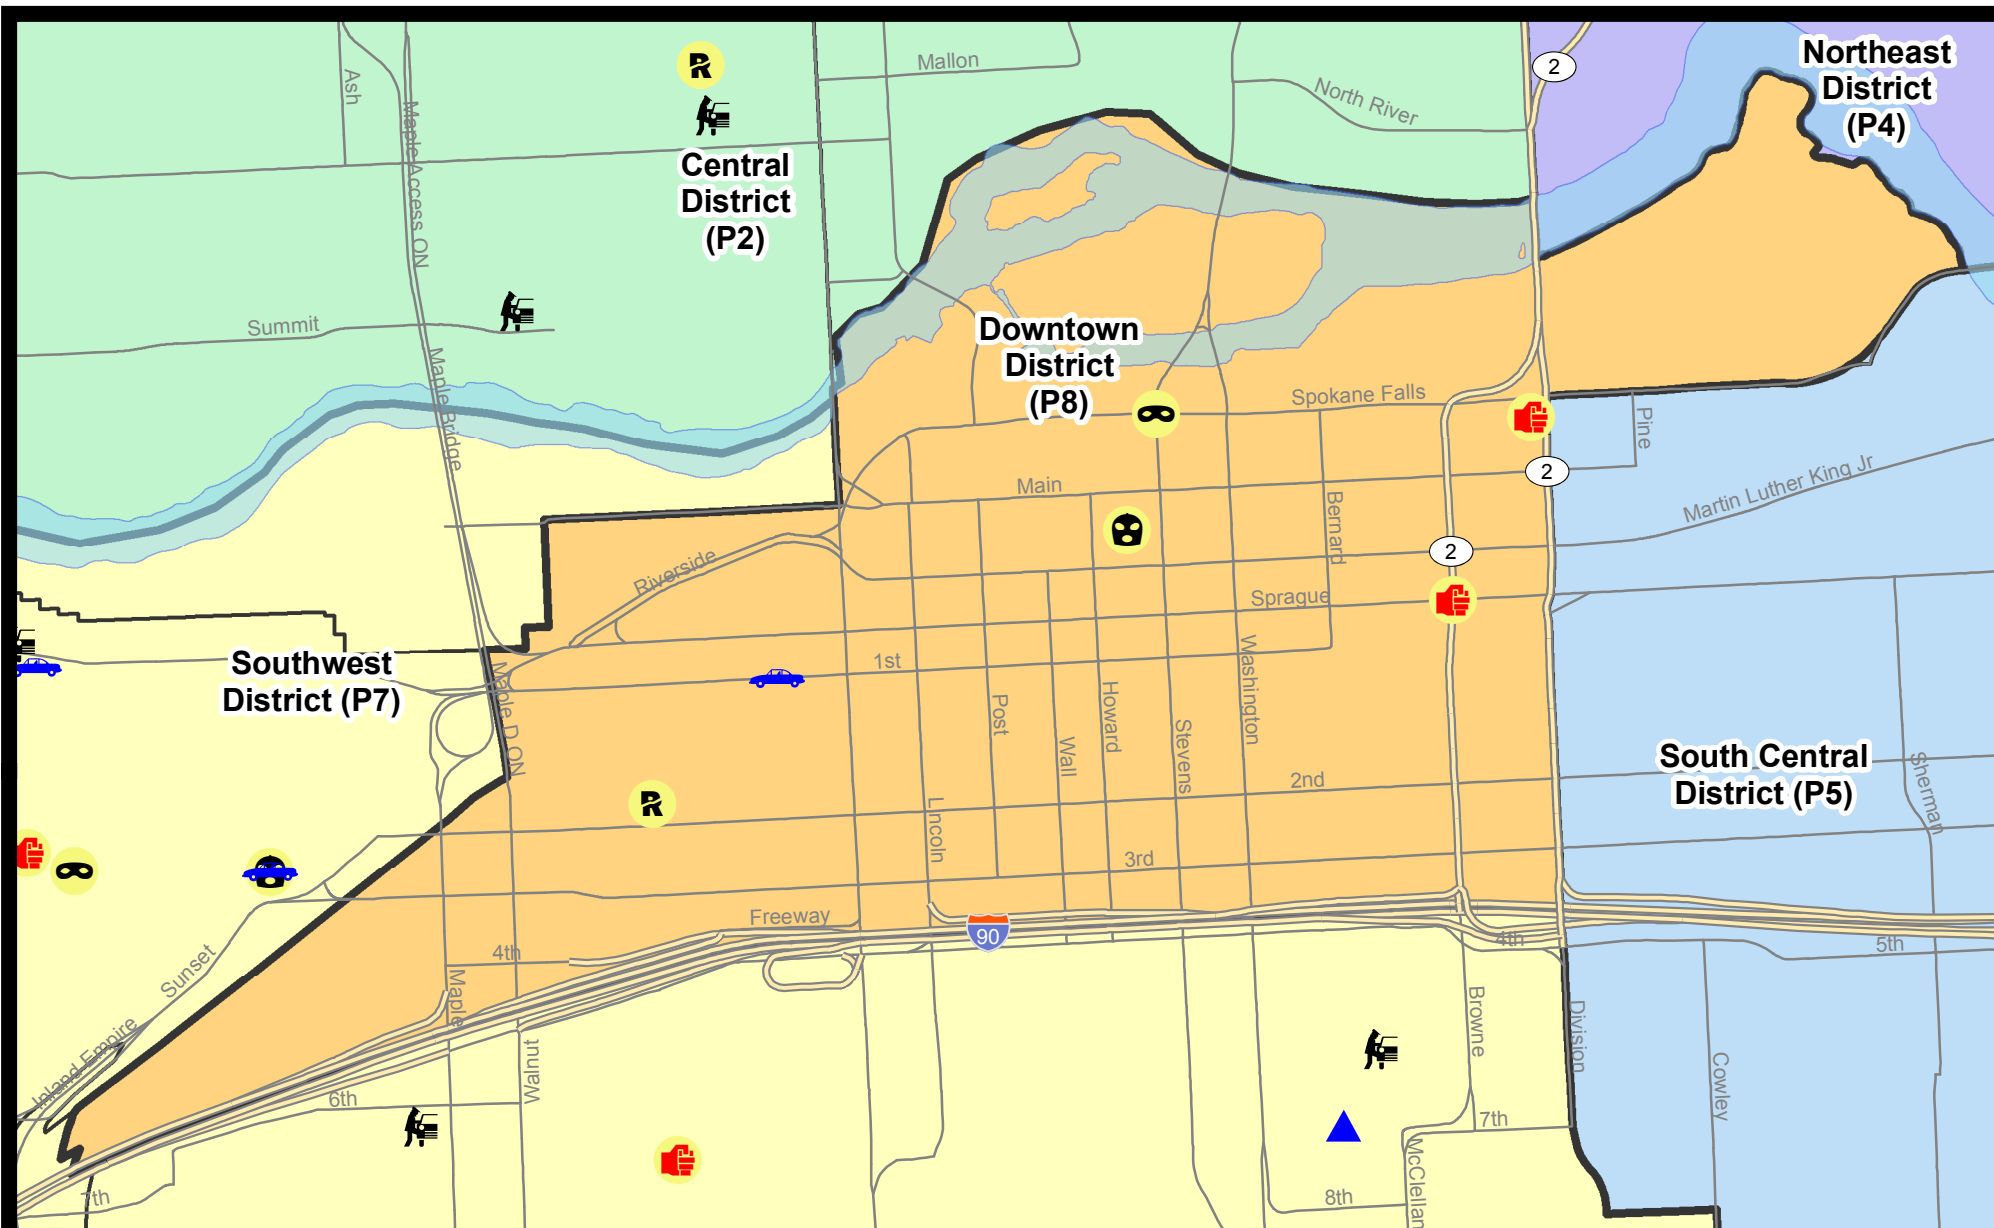 Northeast
District
(P4)
2
Mallon
North River
Ash
Maple Access ON
R
Central
District
(P2)
Summit
Maple Bridge
Downtown
District
(P8)
Spokane Falls
Pine
2
Main
Bernard
Martin Luther King Jr
2
Riverside
Sprague
1st
Southwest
District (P7)
Maple D ON
Post
Wall
Howard
Stevens
Washington
South Central
District (P5)
Sherman
2nd
R
Lincoln
3rd
Freeway
90
4th
4th
5th
Sunset
Maple
Inland Empire
Walnut
6th
Browne
Division
Cowley
7th
McClellan
7th
8th